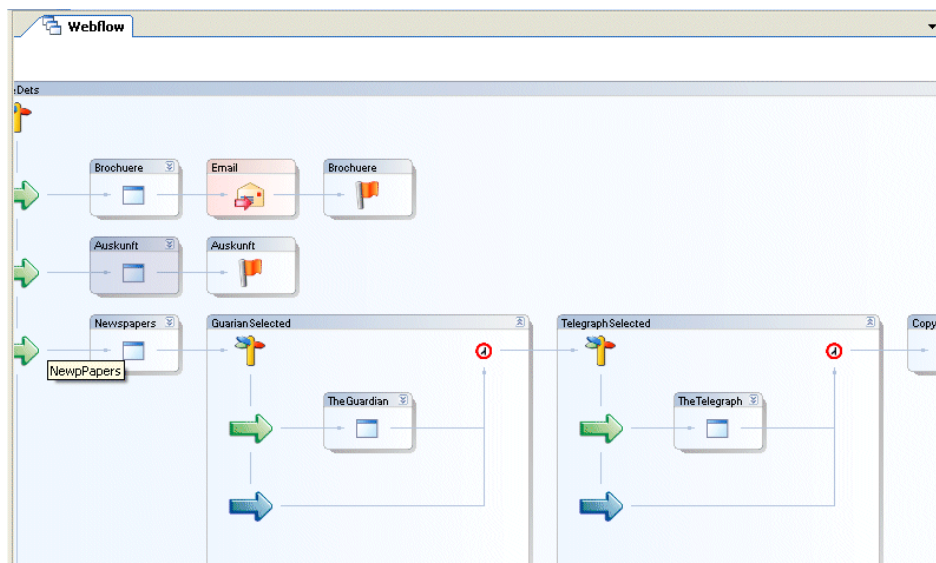 Webflow
Dets
Brochuere
Email
Brochuere
Auskunft
Auskunft
Newspapers
GuarianSelected
TelegraphSelected
Copy
NewpPapers
TheGuardian
TheTelegraph